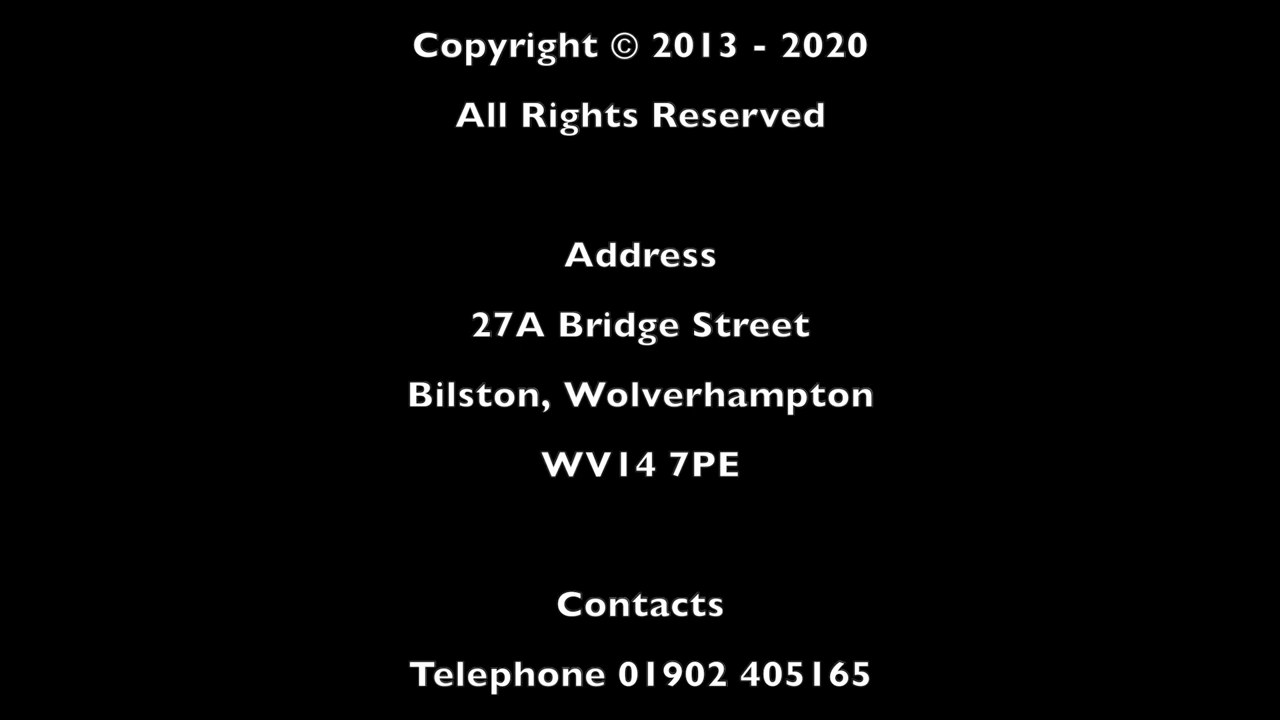 Copyright © 2013 - 2020
All Rights Reserved
Address
27A Bridge Street
Bilston, Wolverhampton
WV14 7PE
Contacts
Telephone 01902 405165